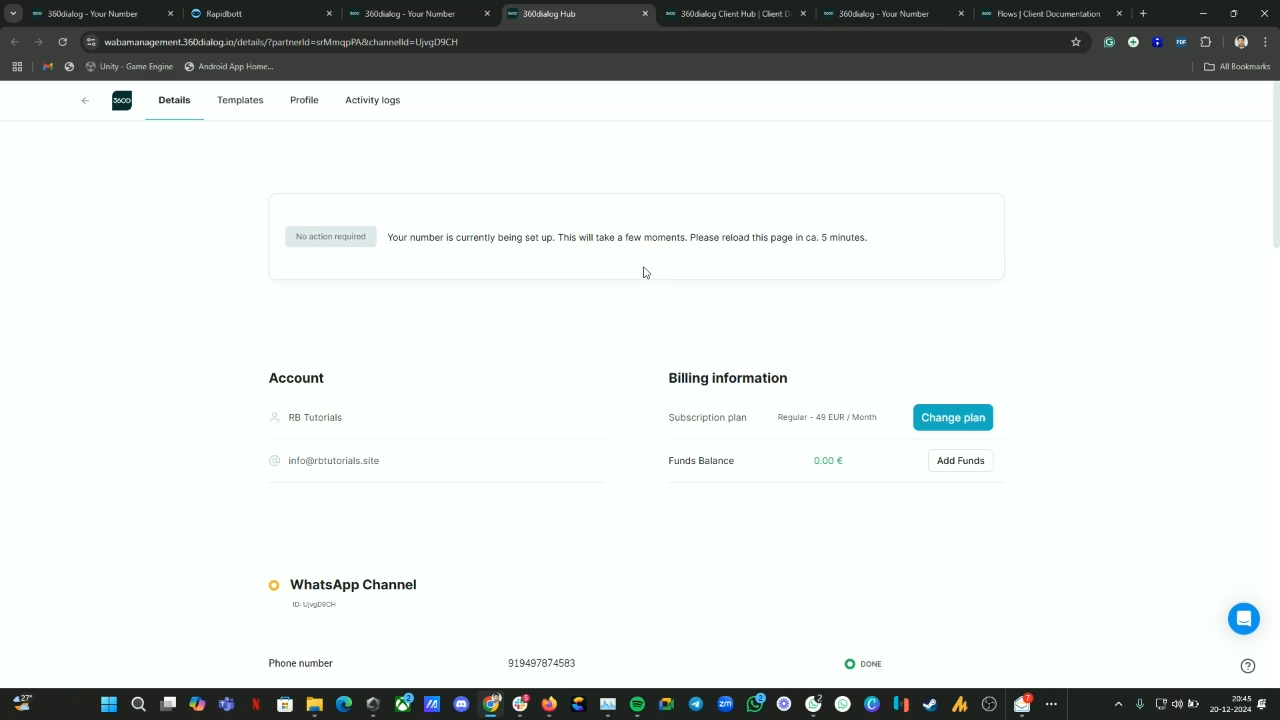 360dialog - Your Number
Rapidbott
360dialog - Your Number
360dialog Hub
360dialog Client Hub | Client D
360dialog - Your Number
Flows | Client Documentation
wabamanagement.360dialog.io/details/?partnerId=srMmqpPA&channelId=UjvgD9CH
Unity - Game Engine
Android App Home...
All Bookmarks
360D
Details
Templates
Profile
Activity logs
No action required
Your number is currently being set up. This will take a few moments. Please reload this page in ca. 5 minutes.
Account
Billing information
RB Tutorials
Subscription plan
Regular - 49 EUR / Month
Change plan
info@rbtutorials.site
Funds Balance
0.00 €
Add Funds
WhatsApp Channel
ID: UjvgD9CH
Phone number
919497874583
DONE
27°
20:45
20-12-2024